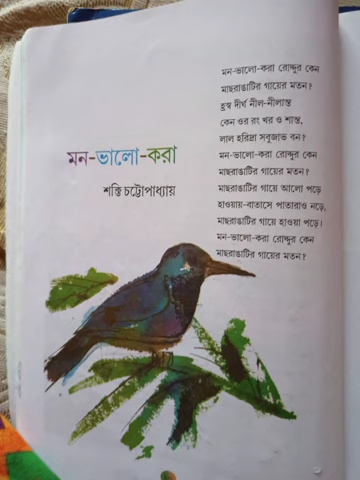 মন-ভালো-করা
শক্তি চট্টোপাধ্যায়
মন-ভালো-করা রোদ্দুর কেন
মাছরাঙাটির গায়ের মতন?
হ্রস্ব দীর্ঘ নীল-নীলান্ত
কেন ওর রং খর ও শান্ত,
লাল হরিদ্রা সবুজাভ বন?
মন-ভালো-করা রোদ্দুর কেন
মাছরাঙাটির গায়ের মতন?
মাছরাঙাটির গায়ে আলো পড়ে
হাওয়ায়-বাতাসে পাতারাও নড়ে,
মাছরাঙাটির গায়ে হাওয়া পড়ে।
মন-ভালো-করা রোদ্দুর কেন
মাছরাঙাটির গায়ের মতন?